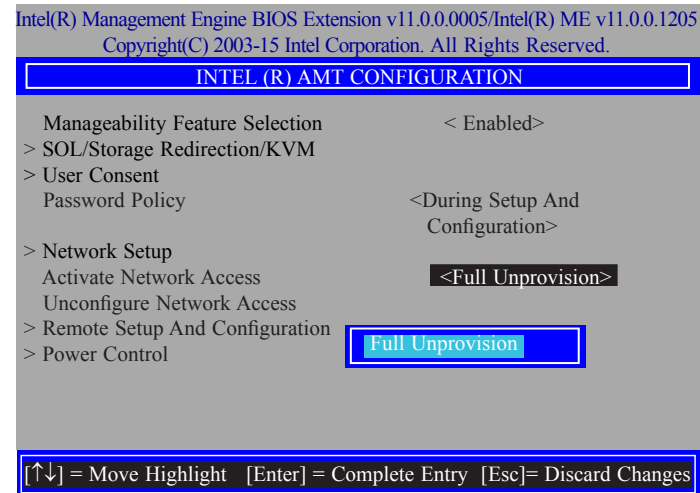 Intel(R) Management Engine BIOS Extension v11.0.0.0005/Intel(R) ME v11.0.0.1205
Copyright(C) 2003-15 Intel Corporation. All Rights Reserved.
INTEL (R) AMT CONFIGURATION
Manageability Feature Selection < Enabled>
> SOL/Storage Redirection/KVM
> User Consent
Password Policy <During Setup And
Configuration>
> Network Setup
Activate Network Access <Full Unprovision>
Unconfigure Network Access
> Remote Setup And Configuration
Full Unprovision
> Power Control
[↑↓] = Move Highlight [Enter] = Complete Entry [Esc]= Discard Changes